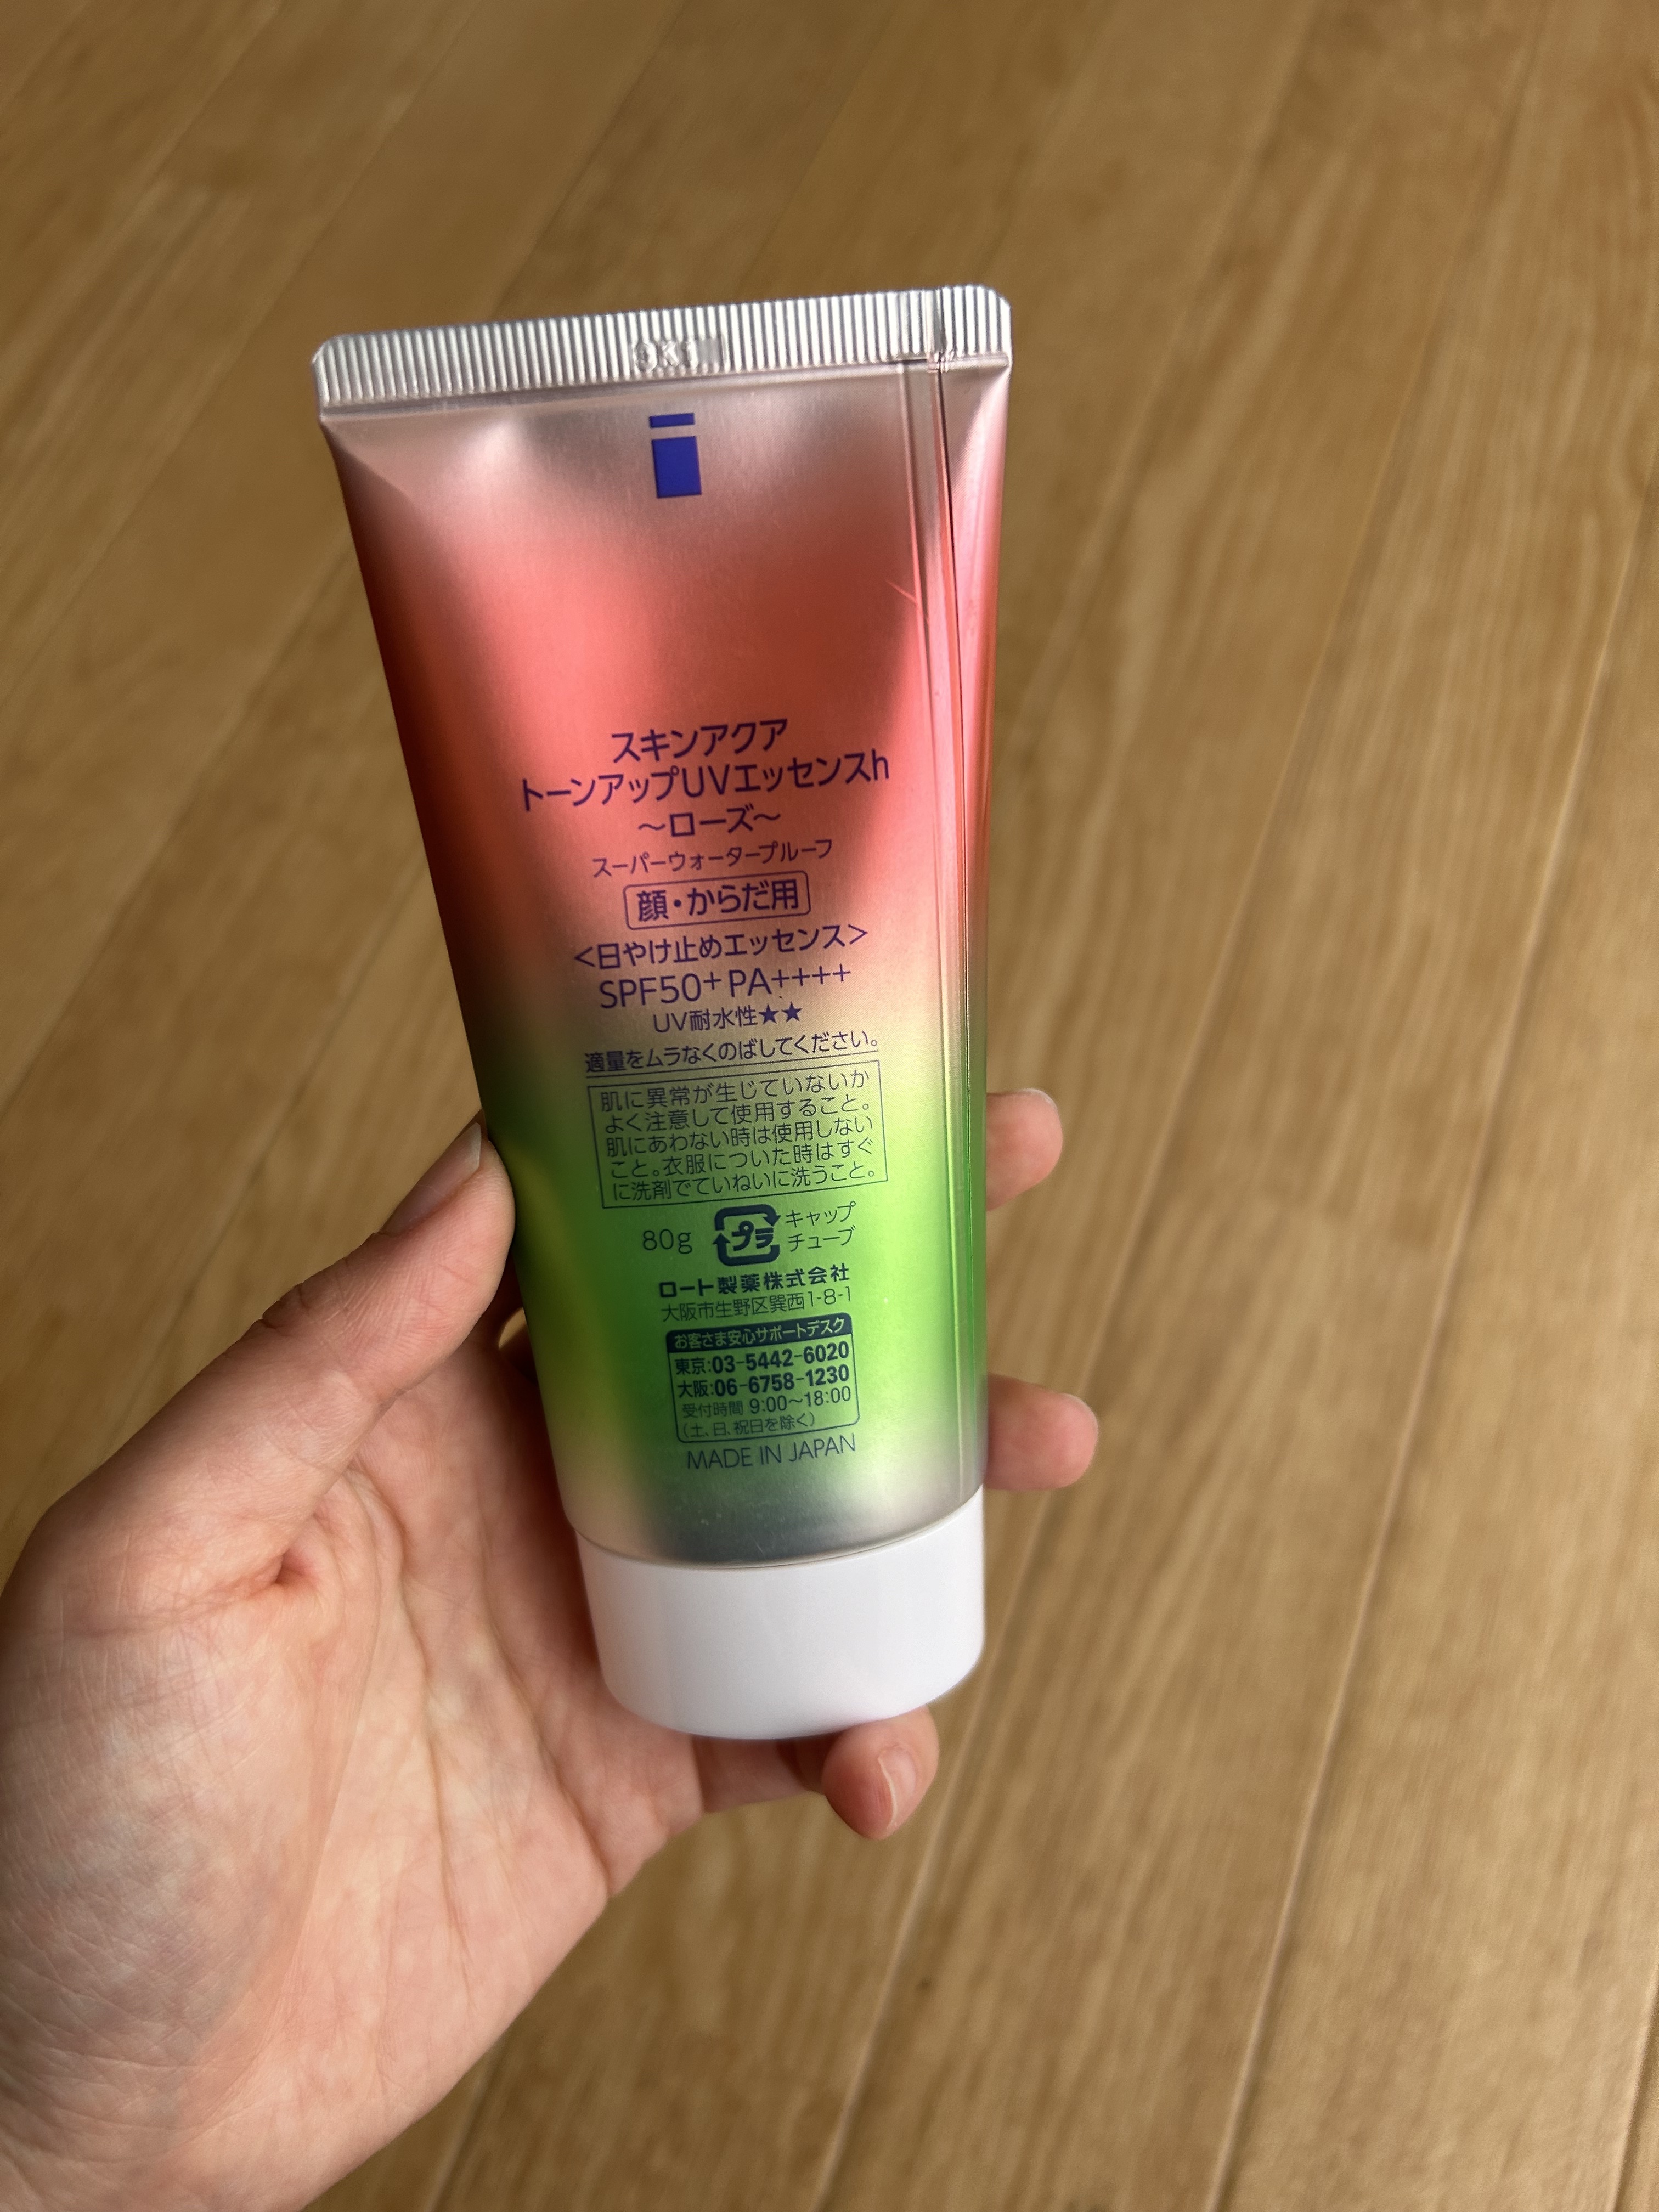 スキンアクア
トーンアップUVエッセンスh
～ローズ～
スーパーウォータープルーフ
顔・からだ用
＜日やけ止めエッセンス＞
SPF50+ PA++++
UV耐水性★★
適量をムラなくのばしてください。
肌に異常が生じていないか
よく注意して使用すること。
肌にあわない時は使用しない
こと。衣服についた時はすぐ
に洗剤でていねいに洗うこと。
80g プラ キャップ
チューブ
ロート製薬株式会社
大阪市生野区巽西1-8-1
お客さま安心サポートデスク
東京:03-5442-6020
大阪:06-6758-1230
受付時間 9:00～18:00
（土、日、祝日を除く）
MADE IN JAPAN